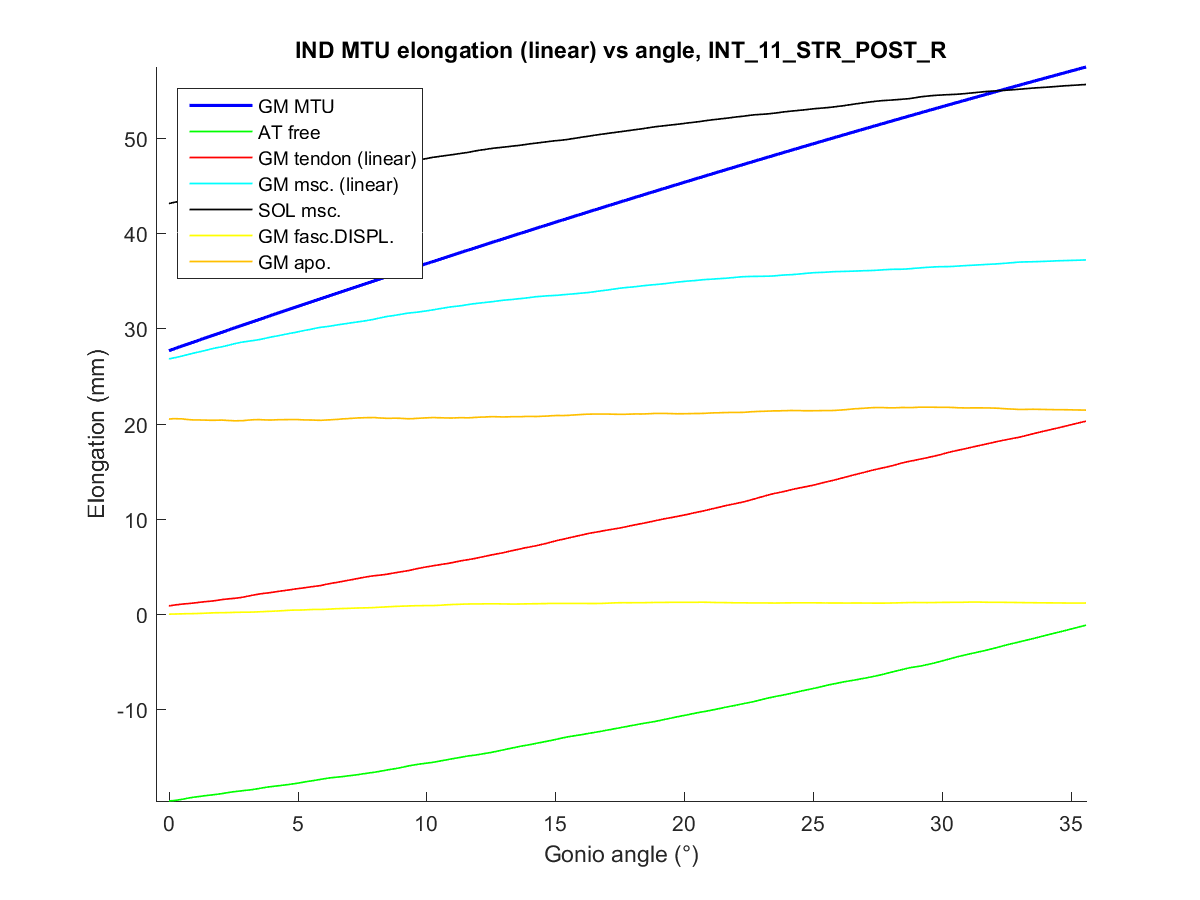 IND MTU elongation (linear) vs angle, INT_11_STR_POST_R
GM MTU
AT free
GM tendon (linear)
GM msc. (linear)
SOL msc.
GM fasc.DISPL.
GM apo.
50
40
30
20
10
0
-10
Elongation (mm)
0 5 10 15 20 25 30 35
Gonio angle (°)